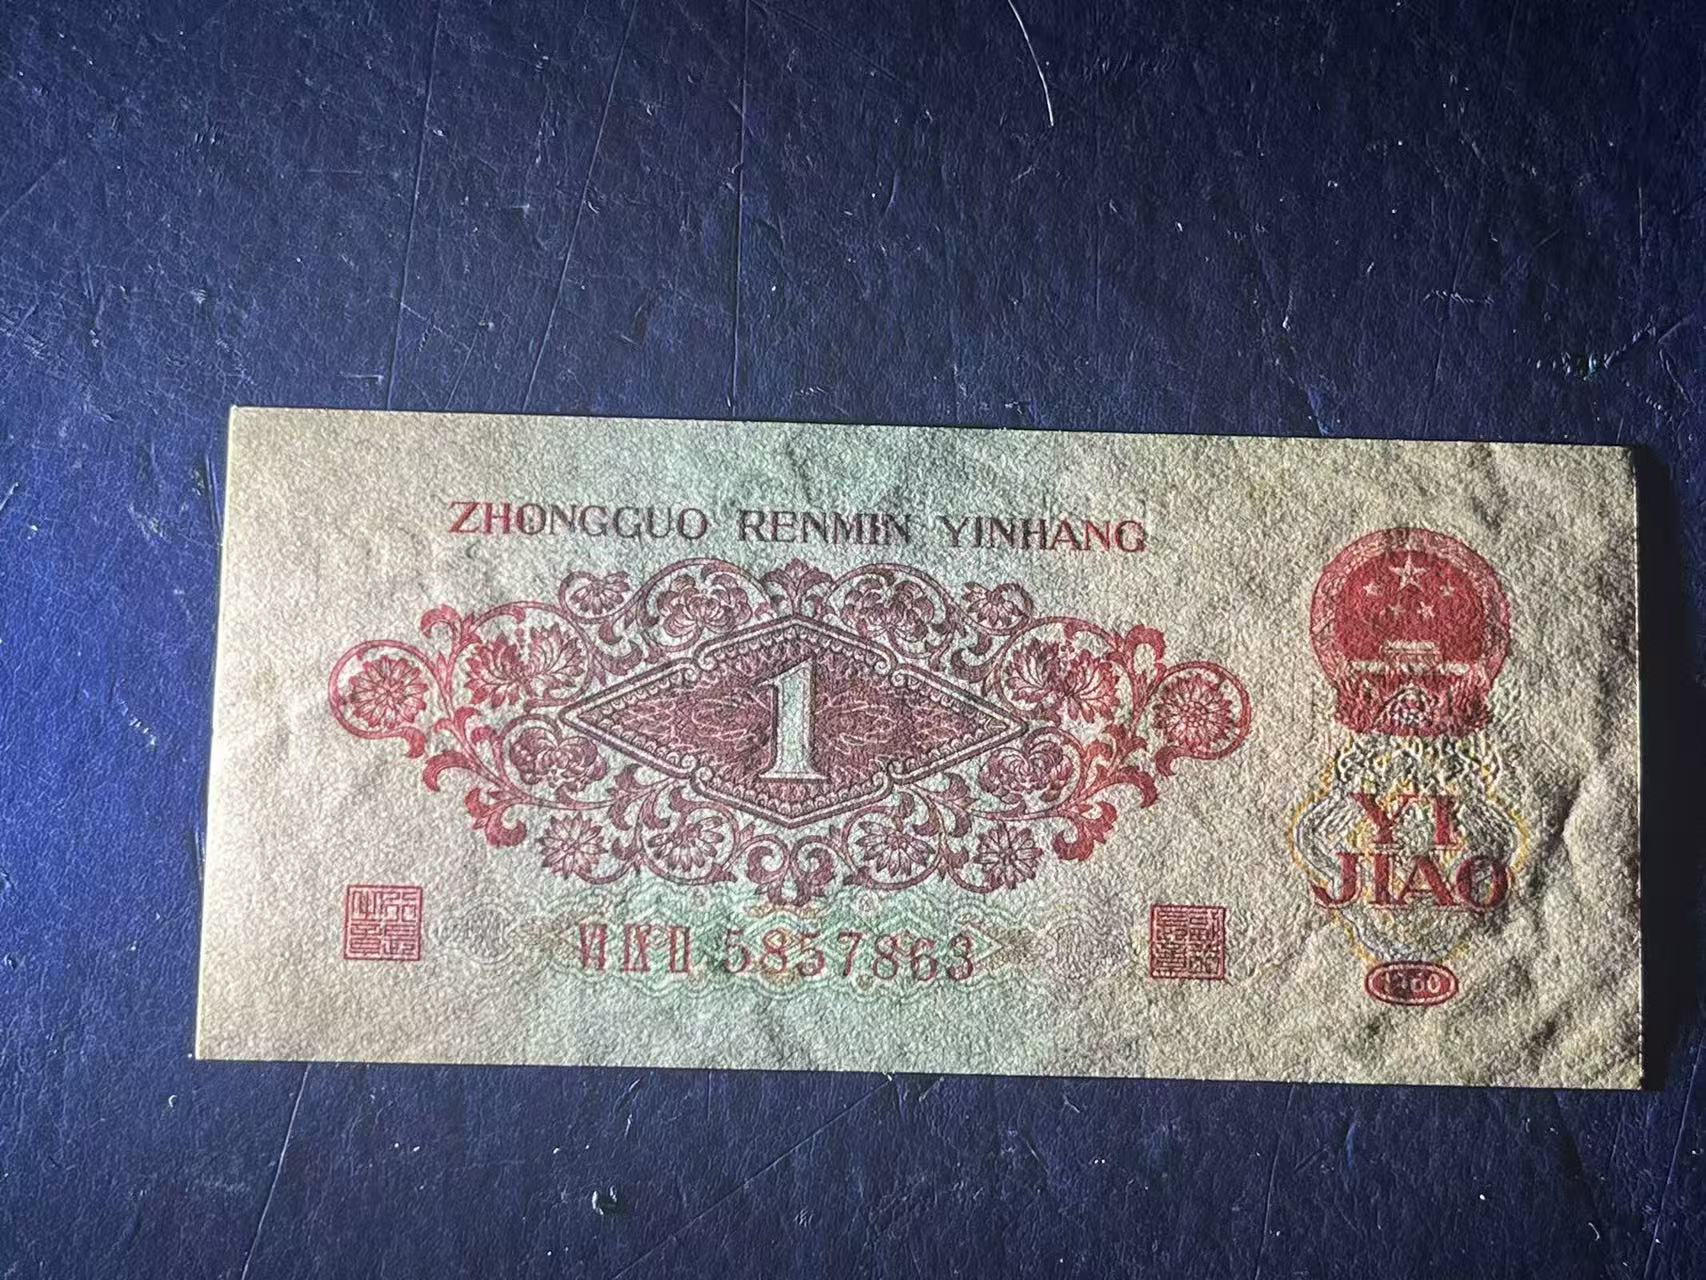 ZHONGGUO RENMIN YINHANG
1
YI
JIAO
VI IX II 5857863
1960